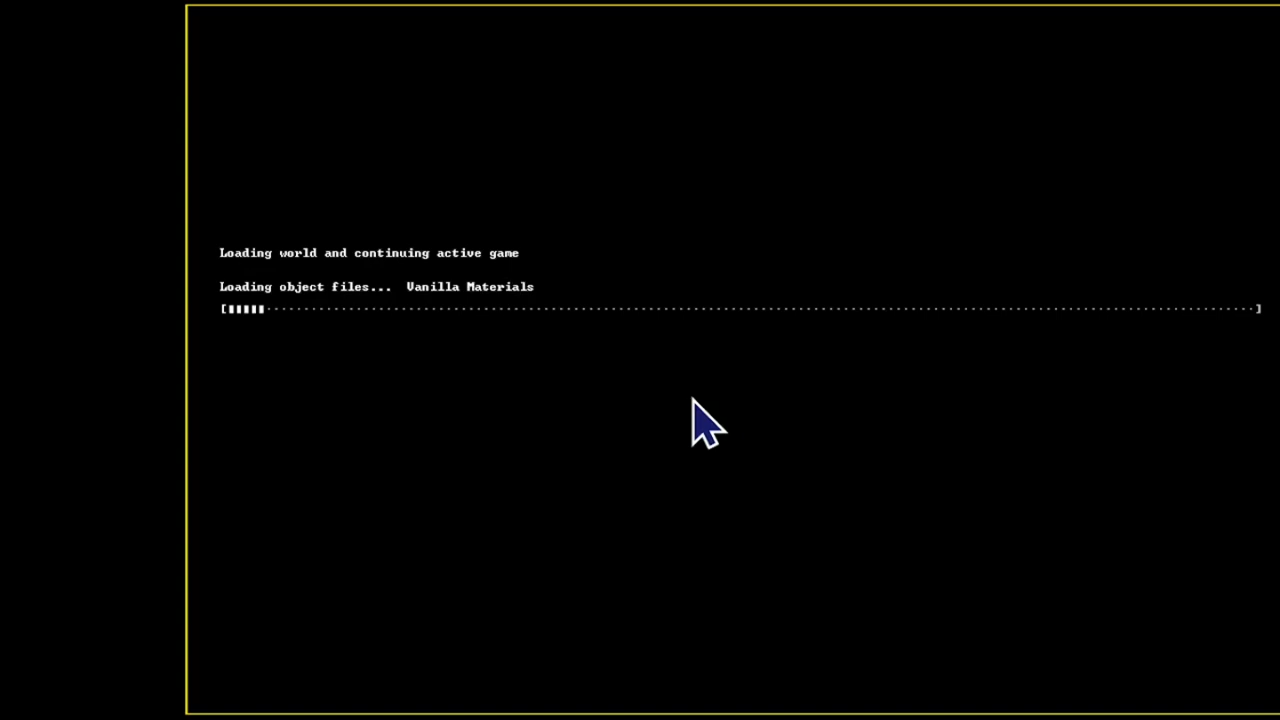 Loading world and continuing active game
Loading object files...  Vanilla Materials
[▮▮▮▮▮·············································································································]